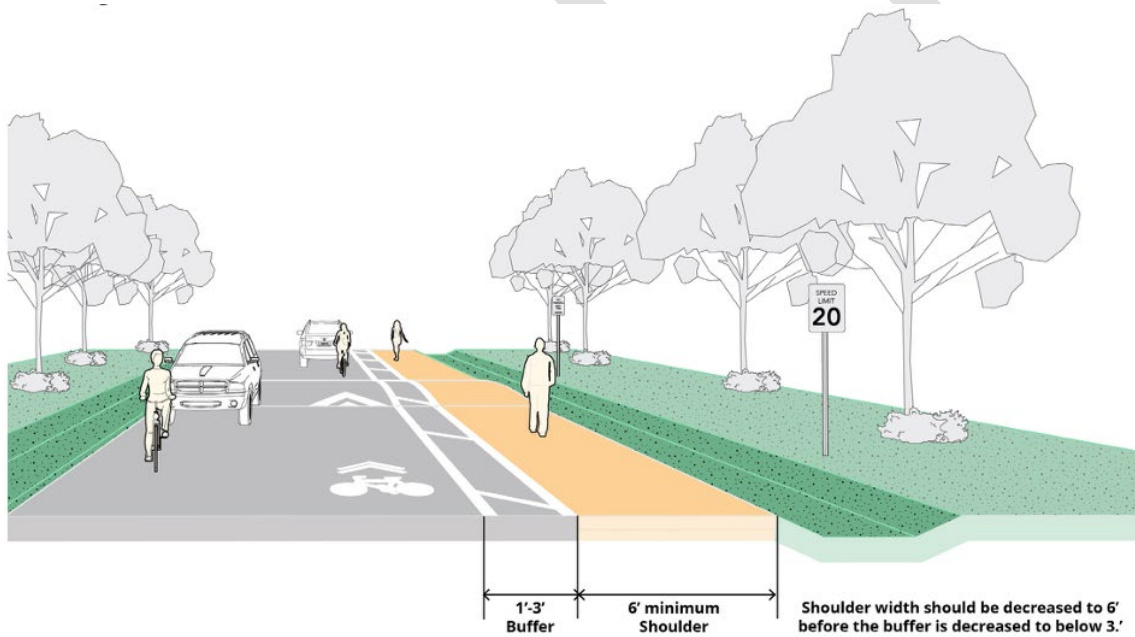 SPEED
LIMIT
20
1'-3'
Buffer
6' minimum
Shoulder
Shoulder width should be decreased to 6'
before the buffer is decreased to below 3.'